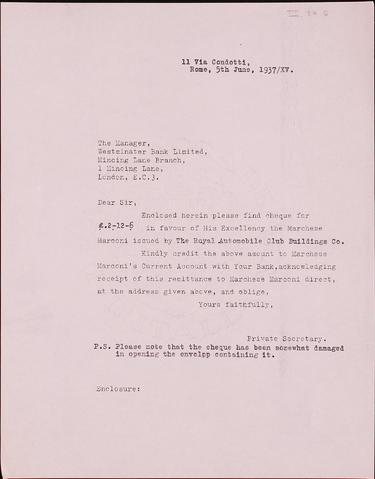 11 Via Condotti,
Rome, 5th June, 1937/XV.
The Manager,
Westminster Bank Limited,
Mincing Lane Branch,
1 Mincing Lane,
London, E.C.3.
Dear Sir,
Enclosed herein please find cheque for
£.2-12-6 in favour of His Excellency the Marchese
Marconi issued by The Royal Automobile Club Buildings Co.
Kindly credit the above amount to Marchese
Marconi's Current Account with Your Bank,acknowledging
receipt of this remittance to Marchese Marconi direct,
at the address given above, and oblige,
Yours faithfully,
Private Secretary.
P.S. Please note that the cheque has been somewhat damaged
in opening the envelpp containing it.
Enclosure: